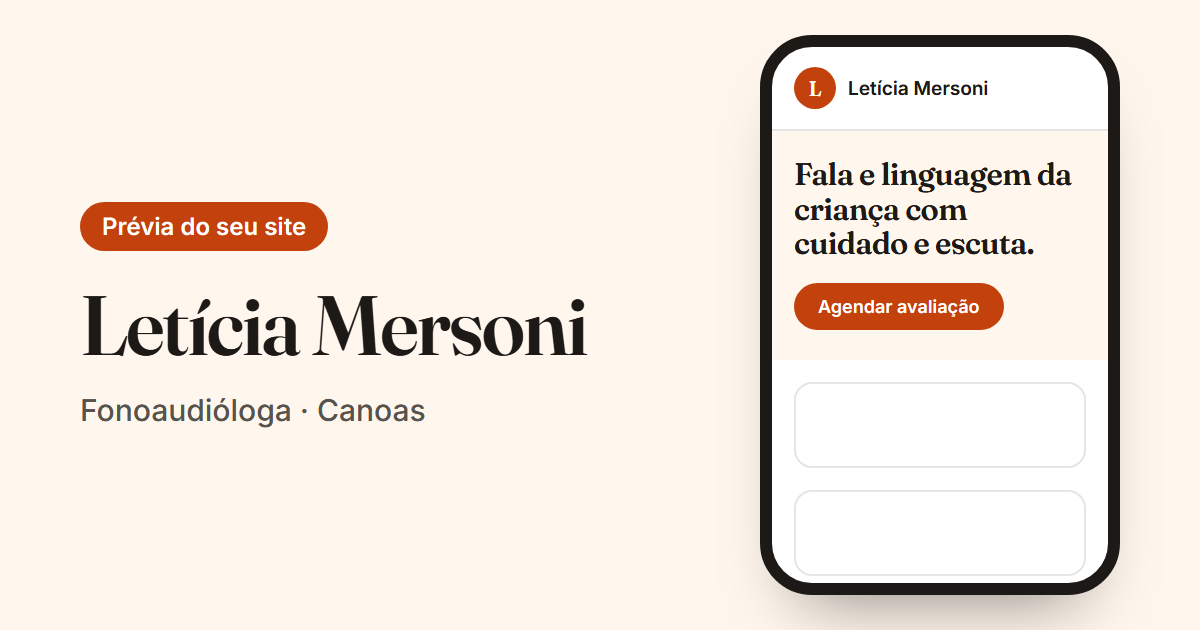 Prévia do seu site
Letícia Mersoni
Fonoaudióloga · Canoas
L
Letícia Mersoni
Fala e linguagem da
criança com
cuidado e escuta.
Agendar avaliação